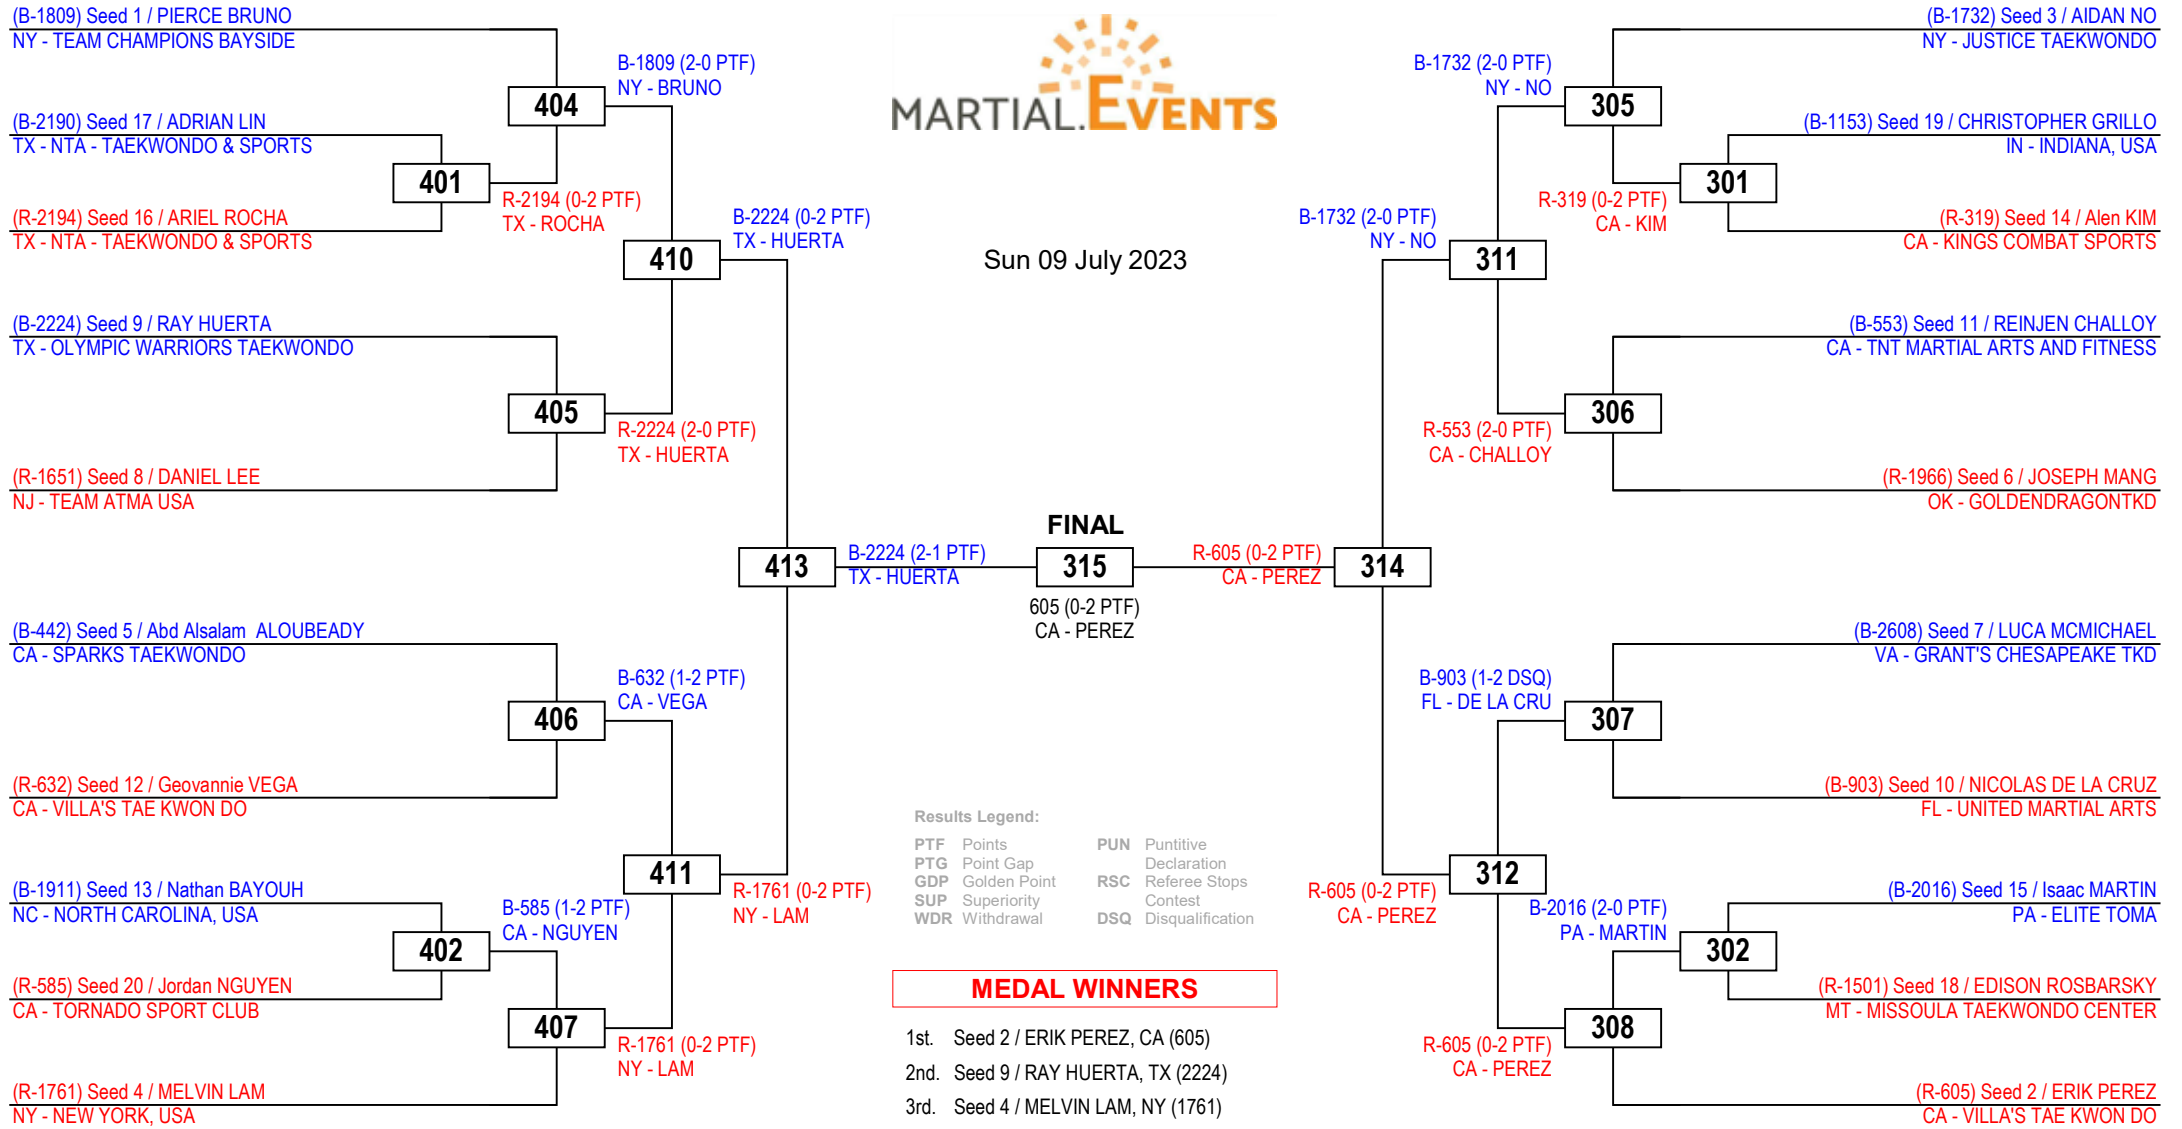 (B-1809) Seed 1 / PIERCE BRUNO
NY - TEAM CHAMPIONS BAYSIDE
(B-2190) Seed 17 / ADRIAN LIN
TX - NTA - TAEKWONDO & SPORTS
(R-2194) Seed 16 / ARIEL ROCHA
TX - NTA - TAEKWONDO & SPORTS
(B-2224) Seed 9 / RAY HUERTA
TX - OLYMPIC WARRIORS TAEKWONDO
(R-1651) Seed 8 / DANIEL LEE
NJ - TEAM ATMA USA
(B-442) Seed 5 / Abd Alsalam  ALOUBEADY
CA - SPARKS TAEKWONDO
(R-632) Seed 12 / Geovannie VEGA
CA - VILLA'S TAE KWON DO
(B-1911) Seed 13 / Nathan BAYOUH
NC - NORTH CAROLINA, USA
(R-585) Seed 20 / Jordan NGUYEN
CA - TORNADO SPORT CLUB
(R-1761) Seed 4 / MELVIN LAM
NY - NEW YORK, USA
401
R-2194 (0-2 PTF)
TX - ROCHA
402
B-585 (1-2 PTF)
CA - NGUYEN
404
B-1809 (2-0 PTF)
NY - BRUNO
405
R-2224 (2-0 PTF)
TX - HUERTA
406
B-632 (1-2 PTF)
CA - VEGA
407
R-1761 (0-2 PTF)
NY - LAM
410
B-2224 (0-2 PTF)
TX - HUERTA
411
R-1761 (0-2 PTF)
NY - LAM
413
B-2224 (2-1 PTF)
TX - HUERTA
MARTIAL.EVENTS
Sun 09 July 2023
FINAL
315
605 (0-2 PTF)
CA - PEREZ
Results Legend:
PTF Points
PTG Point Gap
GDP Golden Point
SUP Superiority
WDR Withdrawal
PUN Puntitive
Declaration
RSC Referee Stops
Contest
DSQ Disqualification
MEDAL WINNERS
1st. Seed 2 / ERIK PEREZ, CA (605)
2nd. Seed 9 / RAY HUERTA, TX (2224)
3rd. Seed 4 / MELVIN LAM, NY (1761)
R-605 (0-2 PTF)
CA - PEREZ
314
B-1732 (2-0 PTF)
NY - NO
311
R-605 (0-2 PTF)
CA - PEREZ
312
B-1732 (2-0 PTF)
NY - NO
305
R-553 (2-0 PTF)
CA - CHALLOY
306
B-903 (1-2 DSQ)
FL - DE LA CRU
307
R-605 (0-2 PTF)
CA - PEREZ
308
R-319 (0-2 PTF)
CA - KIM
301
B-2016 (2-0 PTF)
PA - MARTIN
302
(B-1732) Seed 3 / AIDAN NO
NY - JUSTICE TAEKWONDO
(B-1153) Seed 19 / CHRISTOPHER GRILLO
IN - INDIANA, USA
(R-319) Seed 14 / Alen KIM
CA - KINGS COMBAT SPORTS
(B-553) Seed 11 / REINJEN CHALLOY
CA - TNT MARTIAL ARTS AND FITNESS
(R-1966) Seed 6 / JOSEPH MANG
OK - GOLDENDRAGONTKD
(B-2608) Seed 7 / LUCA MCMICHAEL
VA - GRANT'S CHESAPEAKE TKD
(B-903) Seed 10 / NICOLAS DE LA CRUZ
FL - UNITED MARTIAL ARTS
(B-2016) Seed 15 / Isaac MARTIN
PA - ELITE TOMA
(R-1501) Seed 18 / EDISON ROSBARSKY
MT - MISSOULA TAEKWONDO CENTER
(R-605) Seed 2 / ERIK PEREZ
CA - VILLA'S TAE KWON DO